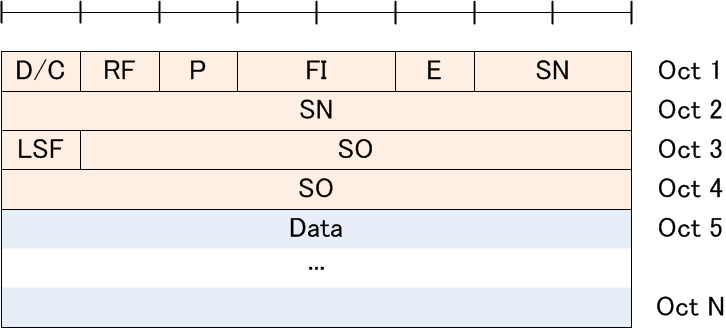 D/C RF P FI E SN Oct 1
SN Oct 2
LSF SO Oct 3
SO Oct 4
Data Oct 5
...
Oct N